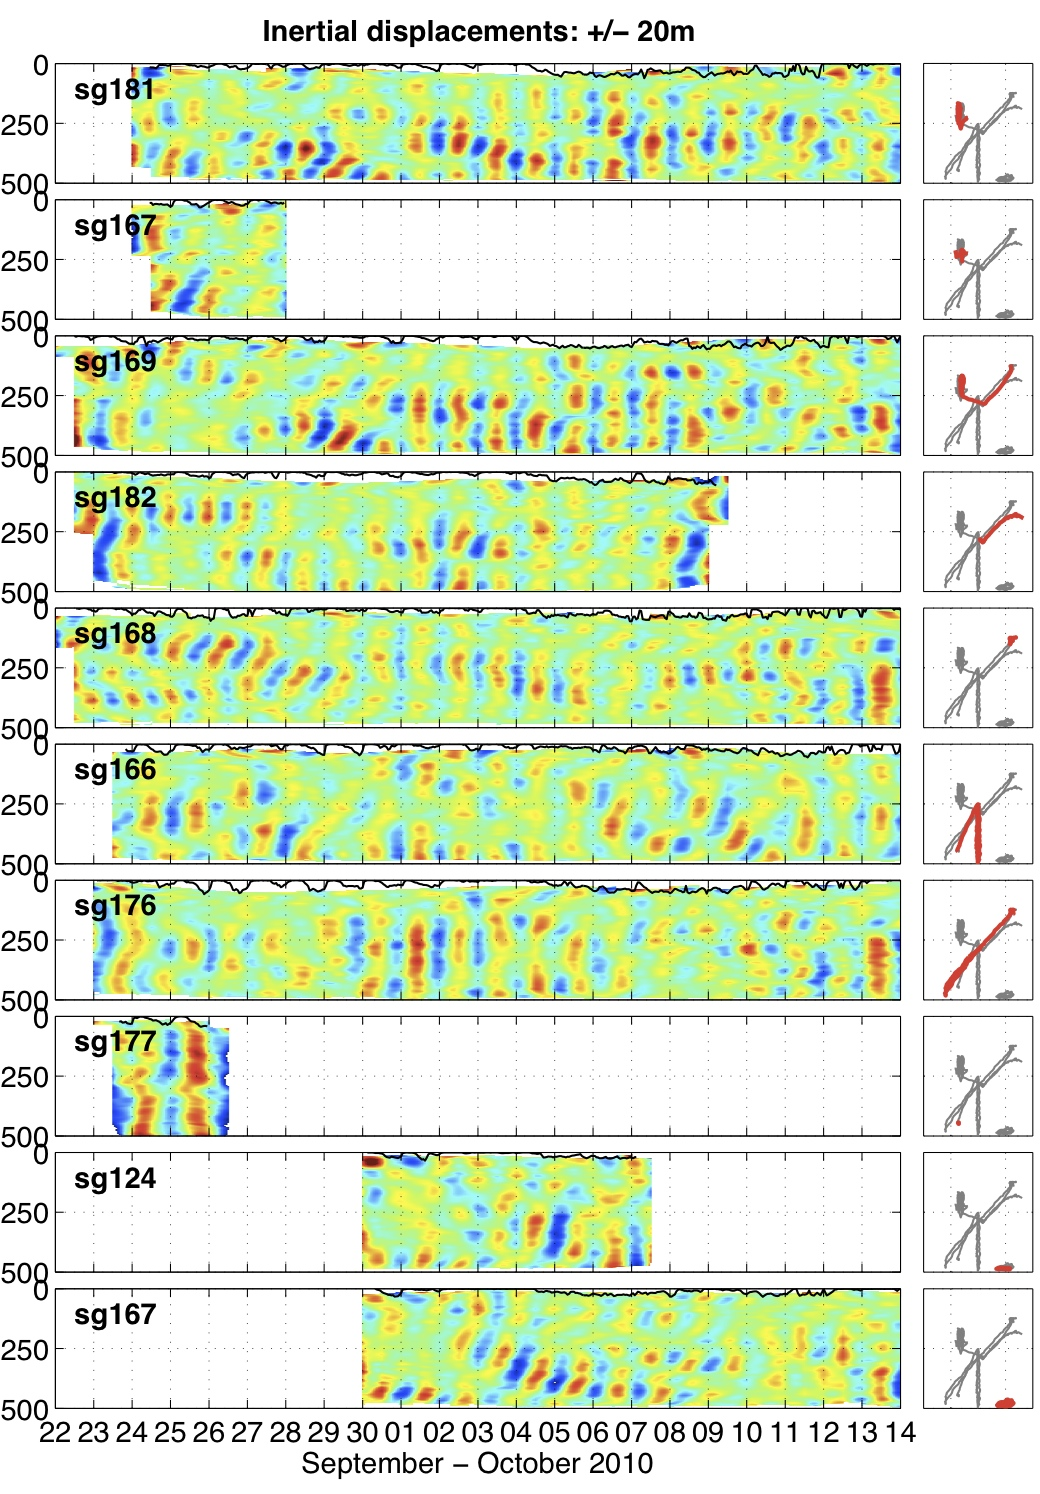 Inertial displacements: +/− 20m
0
sg181
250
500
0
sg167
250
500
0
sg169
250
500
0
sg182
250
500
0
sg168
250
500
0
sg166
250
500
0
sg176
250
500
0
sg177
250
500
0
sg124
250
500
0
sg167
250
500
22 23 24 25 26 27 28 29 30 01 02 03 04 05 06 07 08 09 10 11 12 13 14
September − October 2010